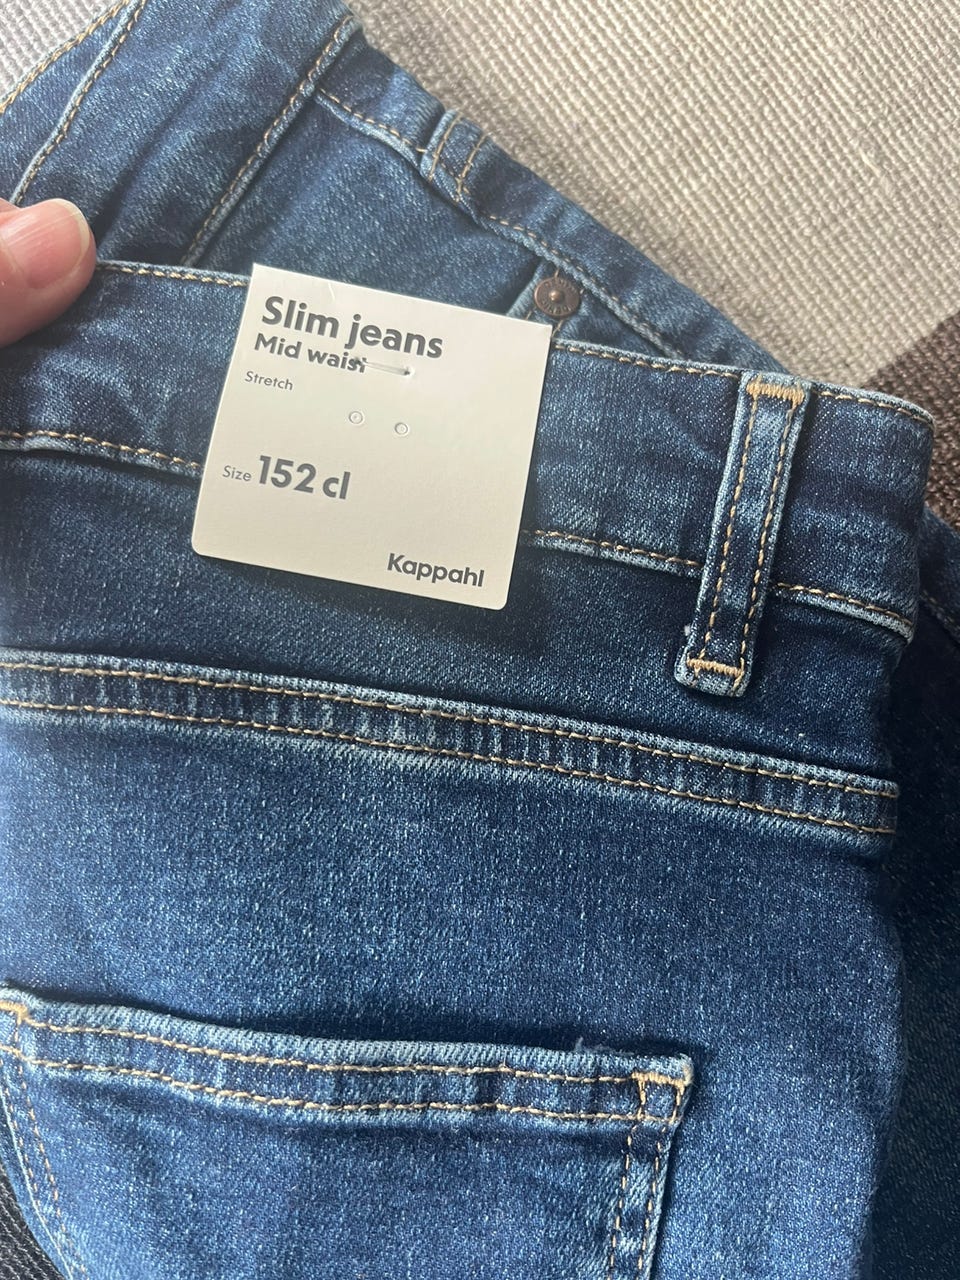 Slim jeans
Mid waist
Stretch
Size 152 cl
Kappahl